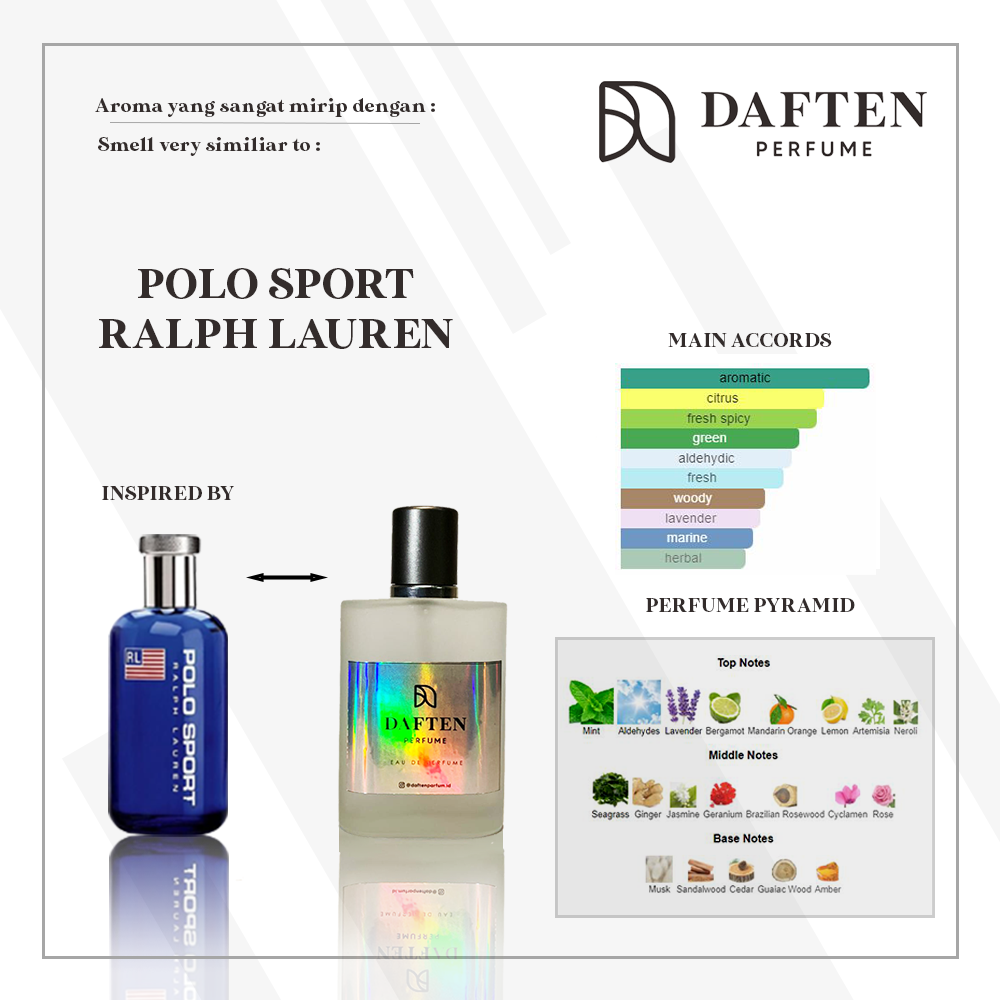 Aroma yang sangat mirip dengan :
Smell very similiar to :
DAFTEN
PERFUME
POLO SPORT
RALPH LAUREN
MAIN ACCORDS
aromatic
citrus
fresh spicy
green
aldehydic
fresh
woody
lavender
marine
herbal
INSPIRED BY
RL
POLO SPORT
RALPH LAUREN
DAFTEN
PERFUME
EAU DE PERFUME
@daftenparfum.id
PERFUME PYRAMID
Top Notes
Mint Aldehydes Lavender Bergamot Mandarin Orange Lemon Artemisia Neroli
Middle Notes
Seagrass Ginger Jasmine Geranium Brazilian Rosewood Cyclamen Rose
Base Notes
Musk Sandalwood Cedar Guaiac Wood Amber